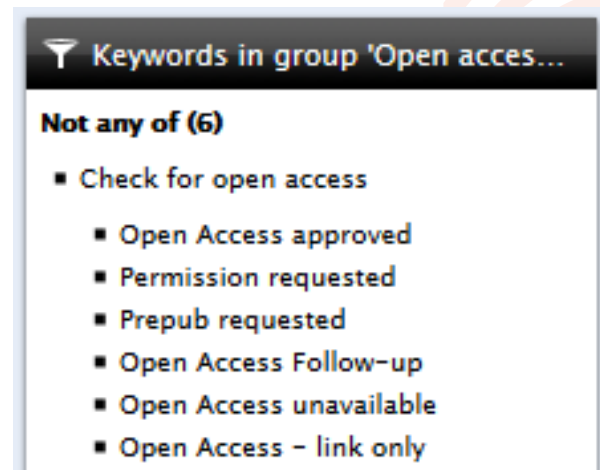 Keywords in group 'Open acces...
Not any of (6)
Check for open access
Open Access approved
Permission requested
Prepub requested
Open Access Follow-up
Open Access unavailable
Open Access - link only